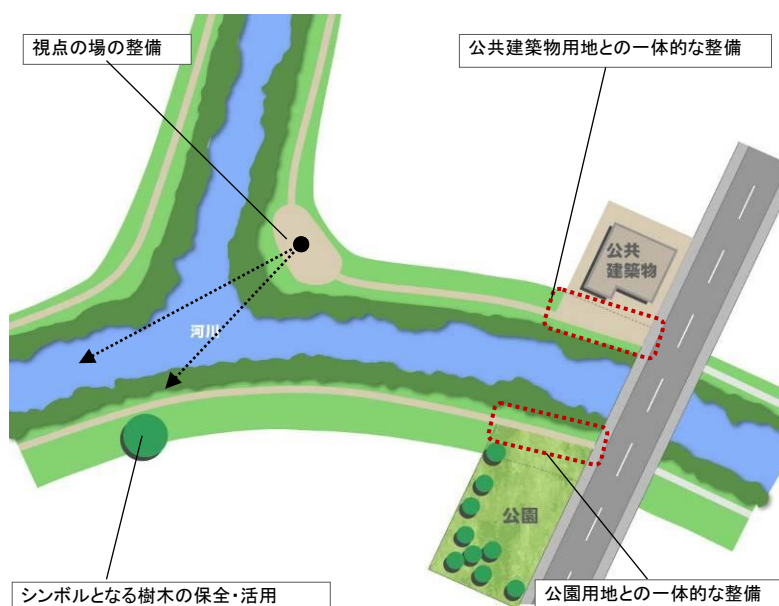 視点の場の整備
公共建築物用地との一体的な整備
公共
建築物
河川
公園
シンボルとなる樹木の保全・活用
公園用地との一体的な整備